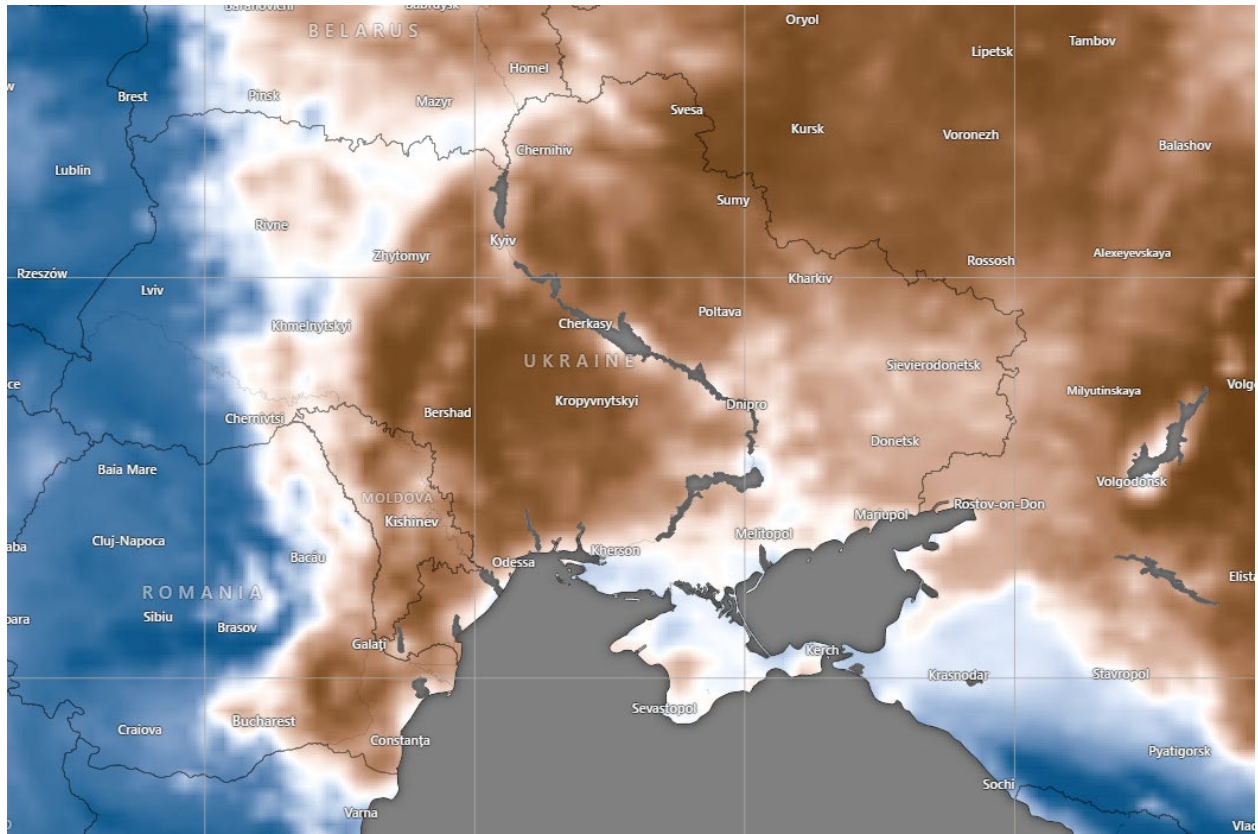 Oryol
BELARUS
Tambov
Lipetsk
Homel
Brest
Pinsk
Mazyr
Svesa
Kursk
Voronezh
Chernihiv
Balashov
Lublin
Sumy
Rivne
Kyiv
Zhytomyr
Alexeyevskaya
Rossosh
Rzeszów
Kharkiv
Lviv
Poltava
Khmelnytskyi
Cherkasy
UKRAINE
Sievierodonetsk
Milyutinskaya
Kropyvnytskyi
Dnipro
Bershad
Chernivtsi
Donetsk
Baia Mare
Volgodonsk
MOLDOVA
Rostov-on-Don
Mariupol
Kishinev
Melitopol
Cluj-Napoca
Kherson
Bacău
Odessa
ROMANIA
Sibiu
Brasov
Galați
Kerch
Krasnodar
Stavropol
Sevastopol
Bucharest
Craiova
Constanța
Pyatigorsk
Sochi
Varna